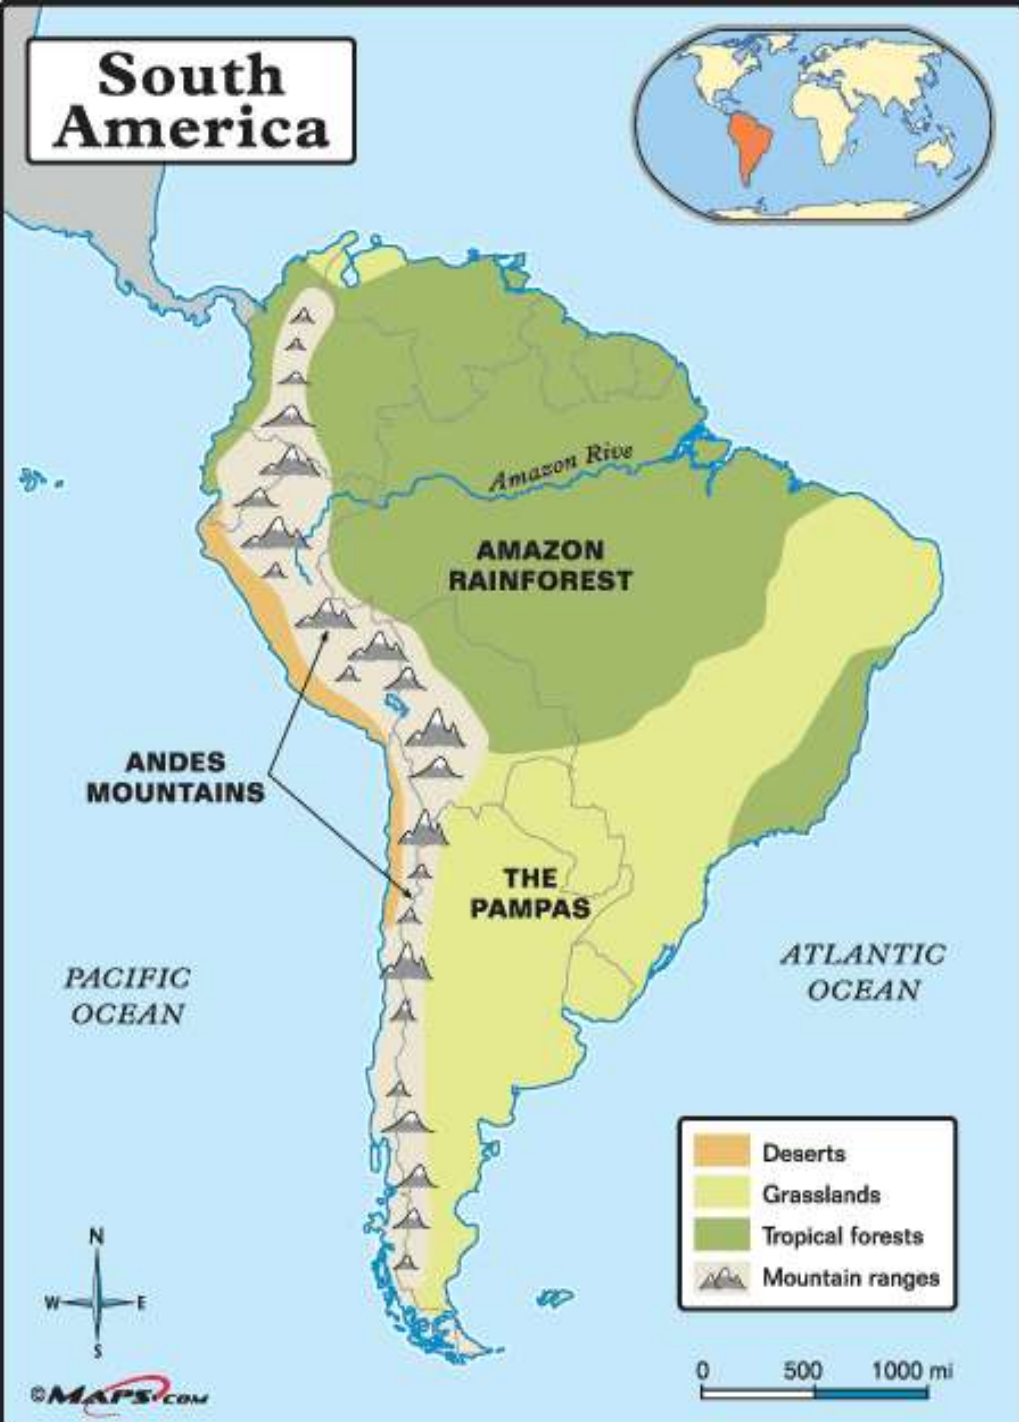 South
America
Amazon Rive
AMAZON
RAINFOREST
ANDES
MOUNTAINS
THE
PAMPAS
PACIFIC
OCEAN
ATLANTIC
OCEAN
Deserts
Grasslands
Tropical forests
Mountain ranges
N
W E
S
0 500 1000 mi
©MAPS.COM